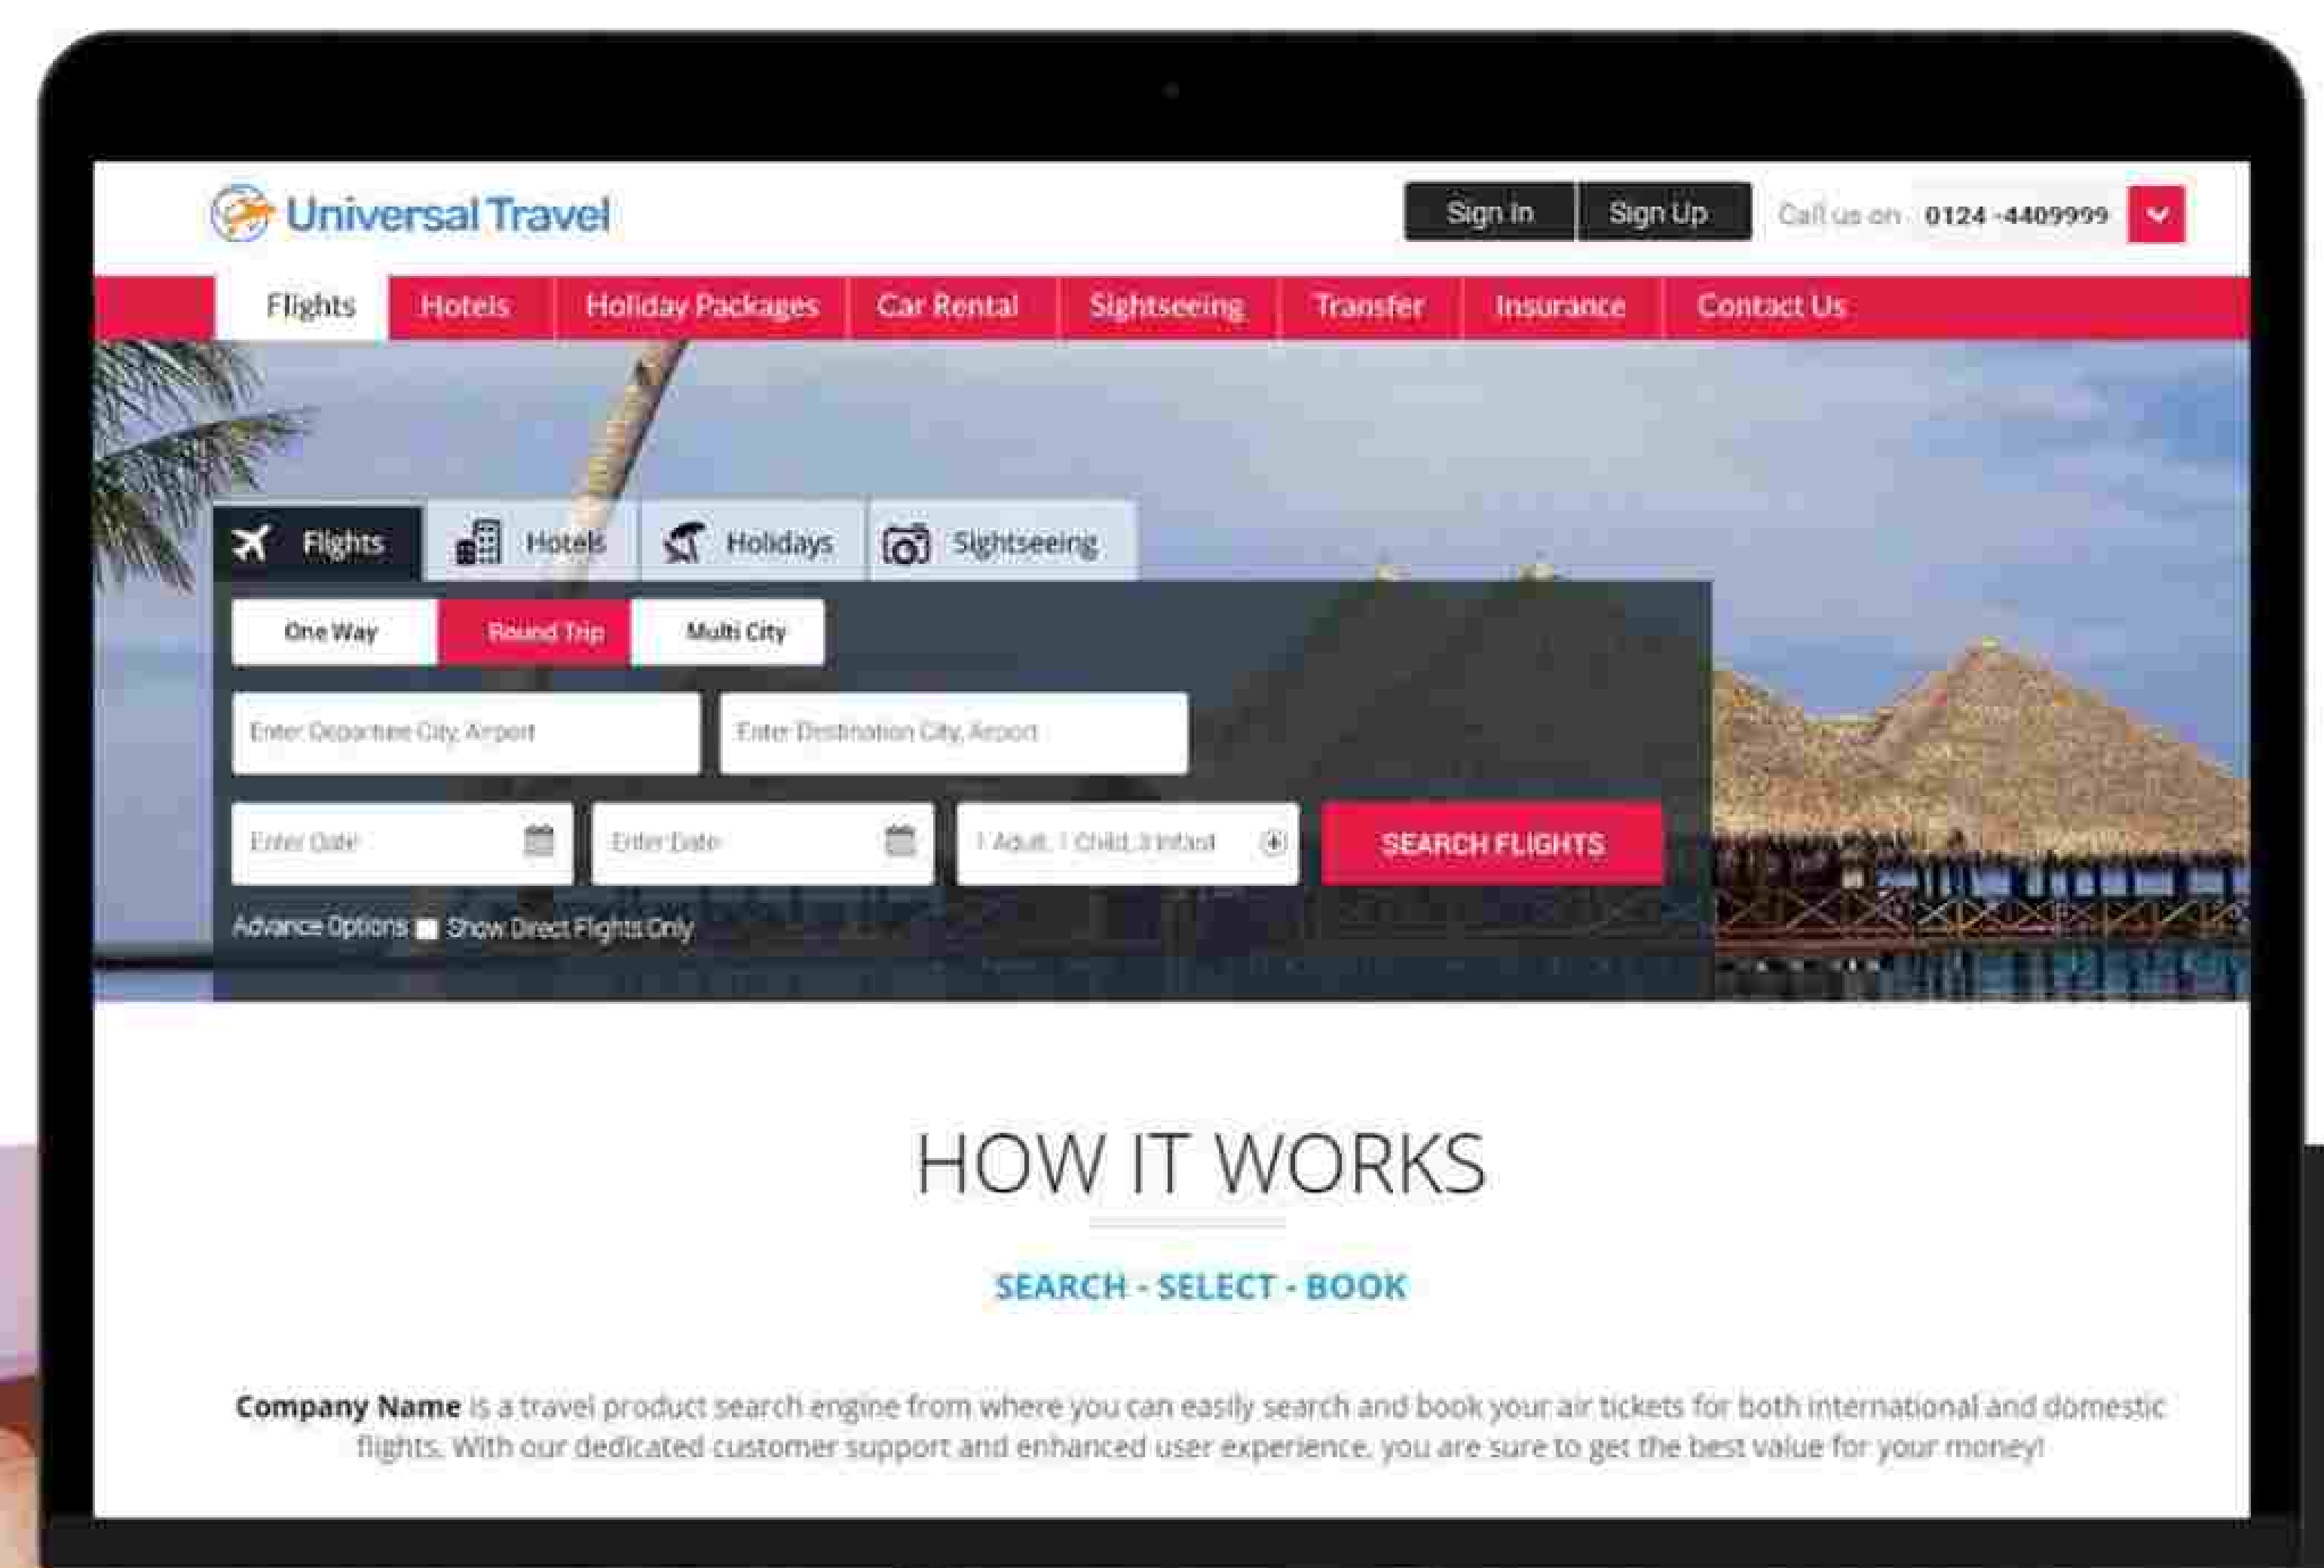 Universal Travel
Sign In Sign Up Call us on 0124 -4409999
Flights Hotels Holiday Packages Car Rental Sightseeing Transfer Insurance Contact Us
Flights Hotels Holidays Sightseeing
One Way Round Trip Multi City
Enter Departure City, Airport Enter Destination City, Airport
Enter Date Enter Date 1 Adult, 1 Child, Infant SEARCH FLIGHTS
Advance Options Show Direct Flights Only
HOW IT WORKS
SEARCH - SELECT - BOOK
Company Name is a travel product search engine from where you can easily search and book your air tickets for both international and domestic
flights. With our dedicated customer support and enhanced user experience, you are sure to get the best value for your money!